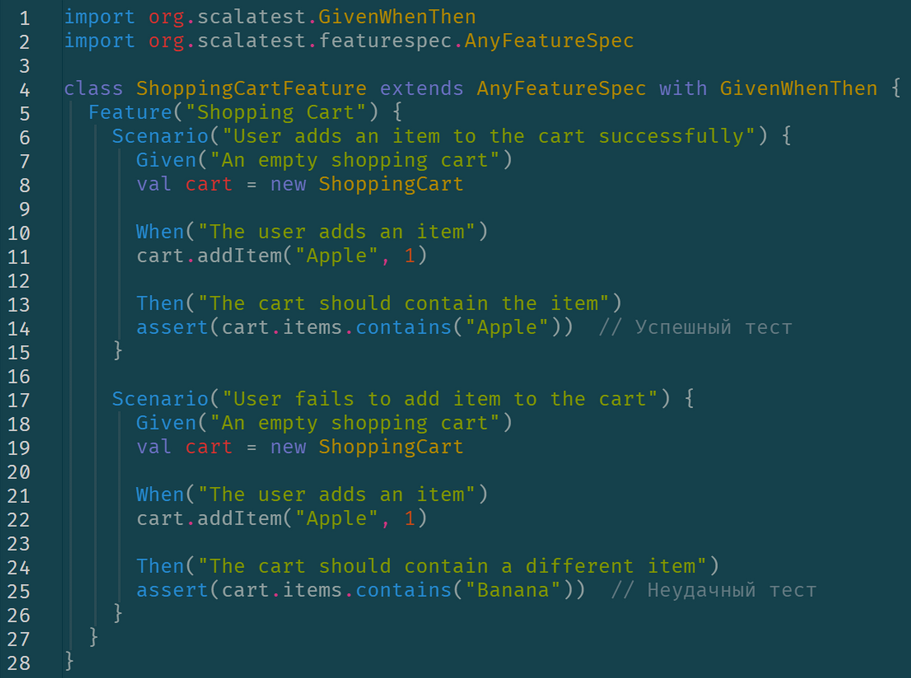 1 import org.scalatest.GivenWhenThen
2 import org.scalatest.featurespec.AnyFeatureSpec
3
4 class ShoppingCartFeature extends AnyFeatureSpec with GivenWhenThen {
5   Feature("Shopping Cart") {
6     Scenario("User adds an item to the cart successfully") {
7       Given("An empty shopping cart")
8       val cart = new ShoppingCart
9
10       When("The user adds an item")
11       cart.addItem("Apple", 1)
12
13       Then("The cart should contain the item")
14       assert(cart.items.contains("Apple"))  // Успешный тест
15     }
16
17     Scenario("User fails to add item to the cart") {
18       Given("An empty shopping cart")
19       val cart = new ShoppingCart
20
21       When("The user adds an item")
22       cart.addItem("Apple", 1)
23
24       Then("The cart should contain a different item")
25       assert(cart.items.contains("Banana"))  // Неудачный тест
26     }
27   }
28 }